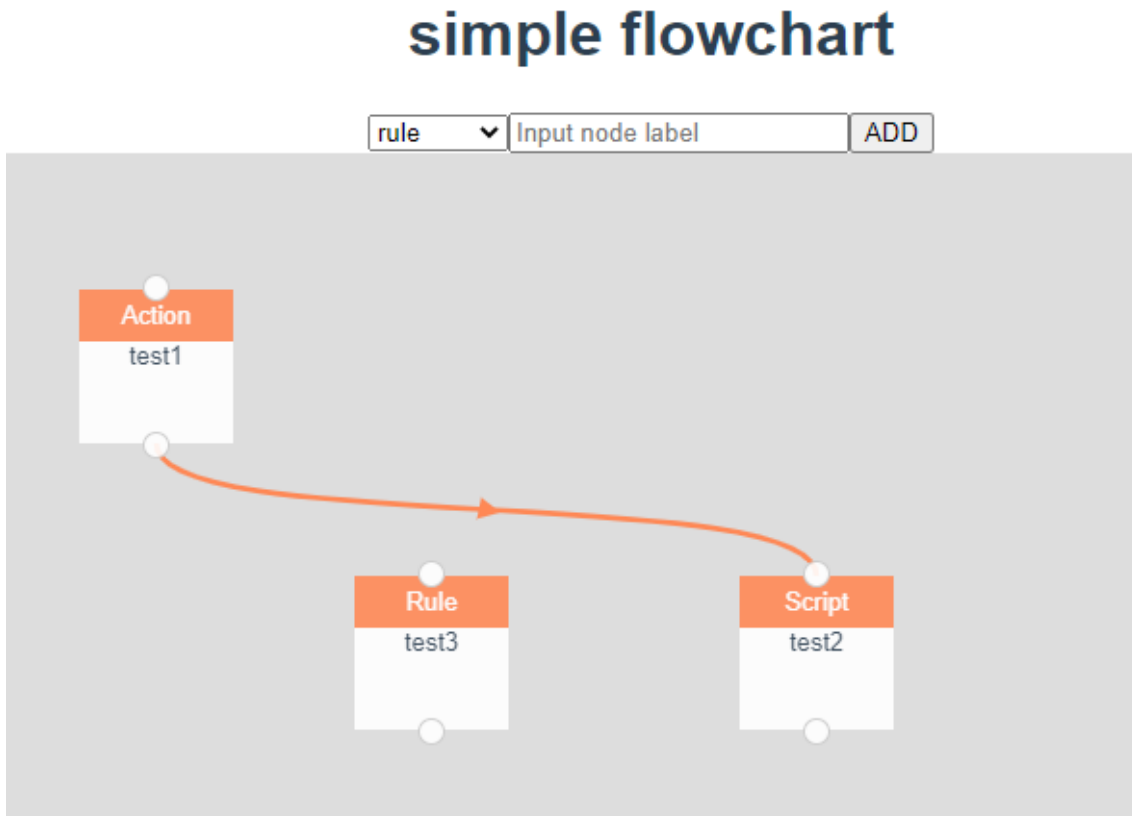 simple flowchart
rule Input node label ADD
Action
test1
Rule
test3
Script
test2